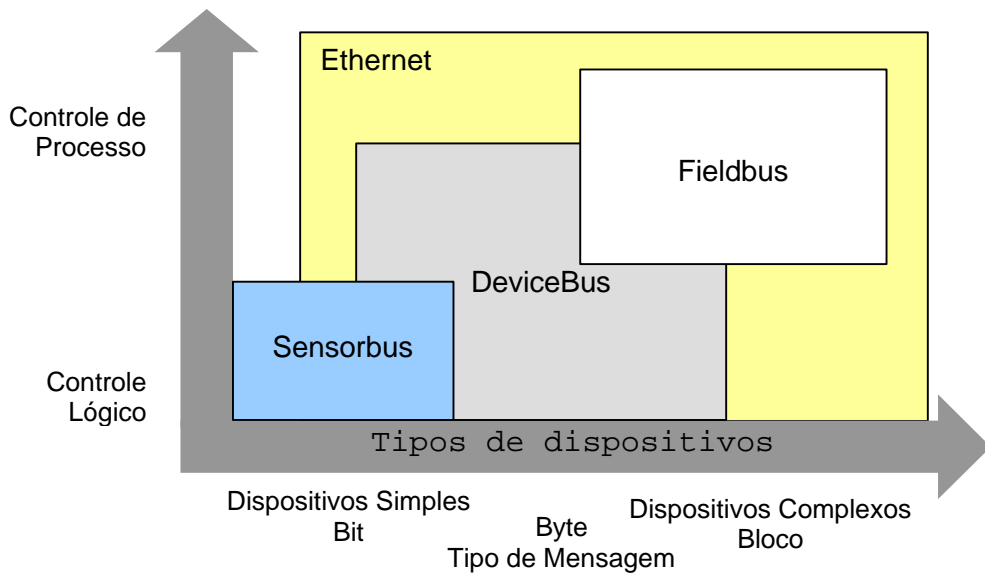 Ethernet
Controle de
Processo
Fieldbus
DeviceBus
Sensorbus
Controle
Lógico
Tipos de dispositivos
Dispositivos Simples
Bit
Byte
Tipo de Mensagem
Dispositivos Complexos
Bloco